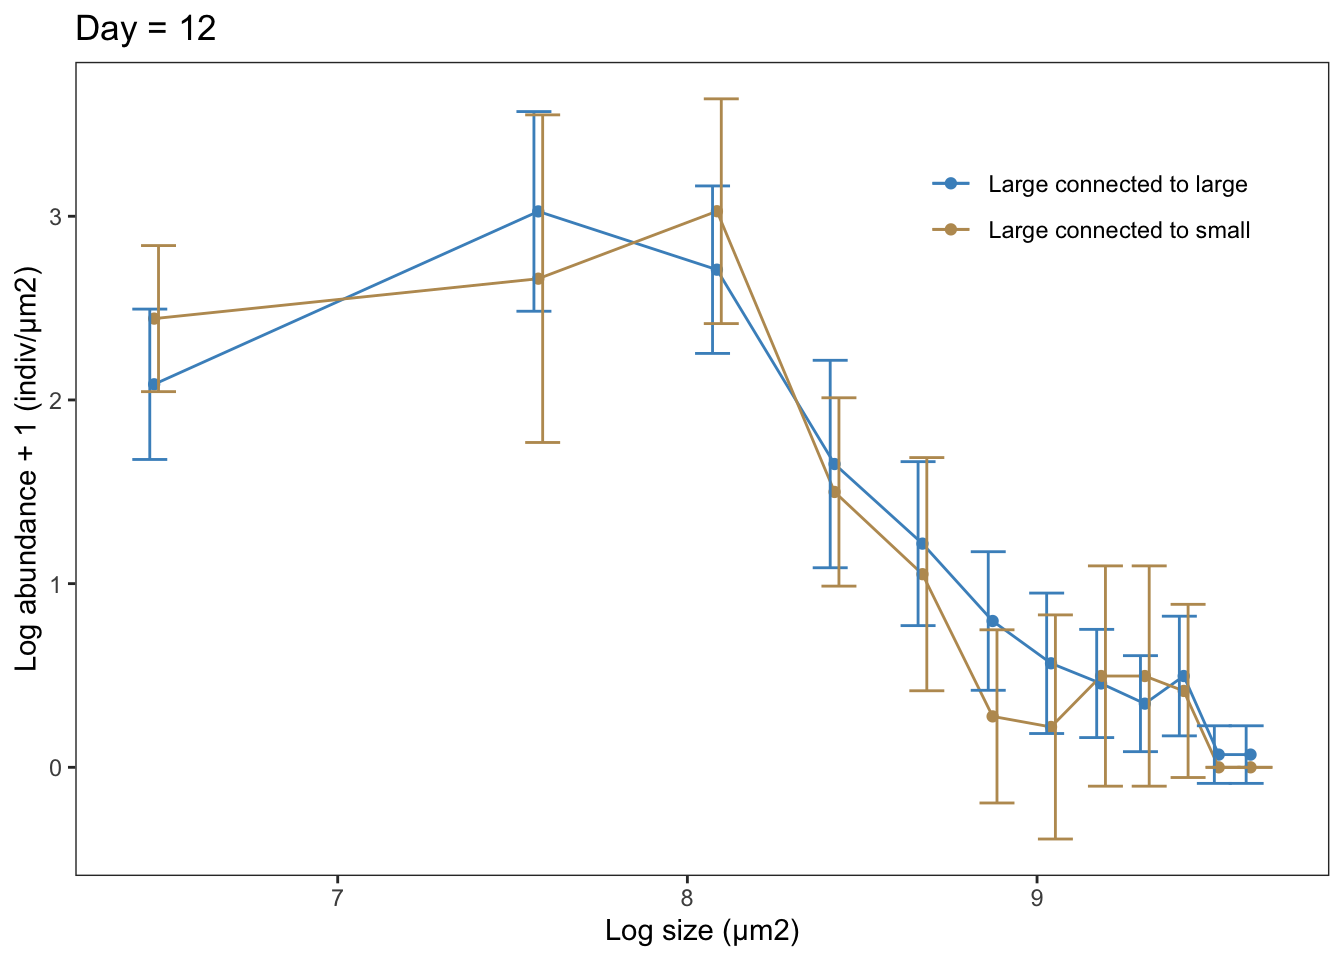 Day = 12
Log abundance + 1 (indiv/µm2)
3
2
1
0
Large connected to large
Large connected to small
7
8
9
Log size (µm2)